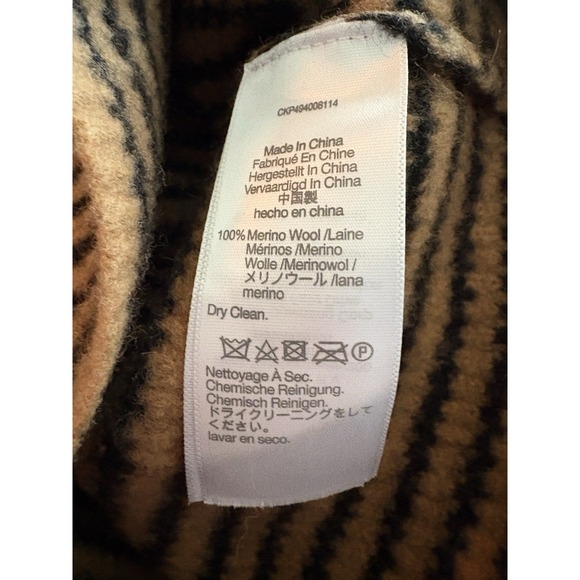 CKP494008114
Made In China
Fabriqué En Chine
Hergestellt In China
Vervaardigd In China
中国製
hecho en china
100% Merino Wool /Laine
Mérinos /Merino
Wolle /Merinowol /
メリノウール /lana
merino
Dry Clean.
P
Nettoyage À Sec.
Chemische Reinigung.
Chemisch Reinigen.
ドライクリーニングをして
ください。
lavar en seco.